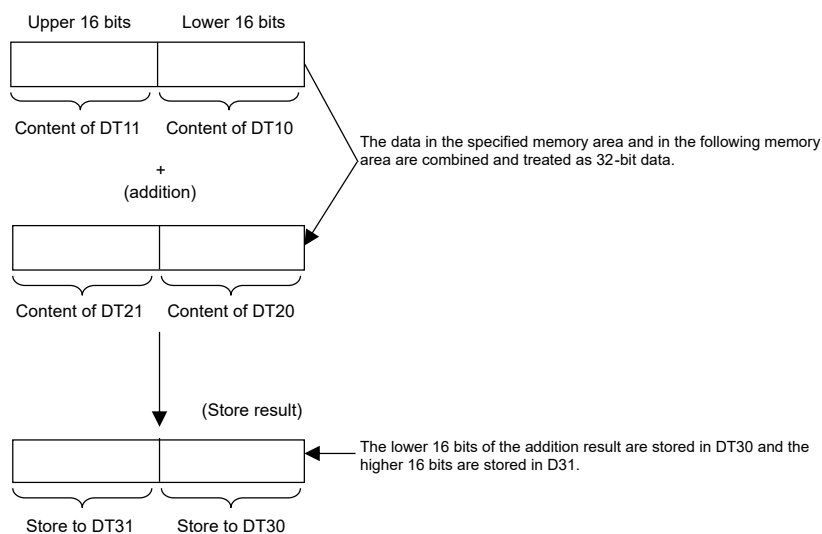 Upper 16 bits
Lower 16 bits
Content of DT11
Content of DT10
The data in the specified memory area and in the following memory
area are combined and treated as 32-bit data.
+
(addition)
Content of DT21
Content of DT20
(Store result)
The lower 16 bits of the addition result are stored in DT30 and the
higher 16 bits are stored in D31.
Store to DT31
Store to DT30